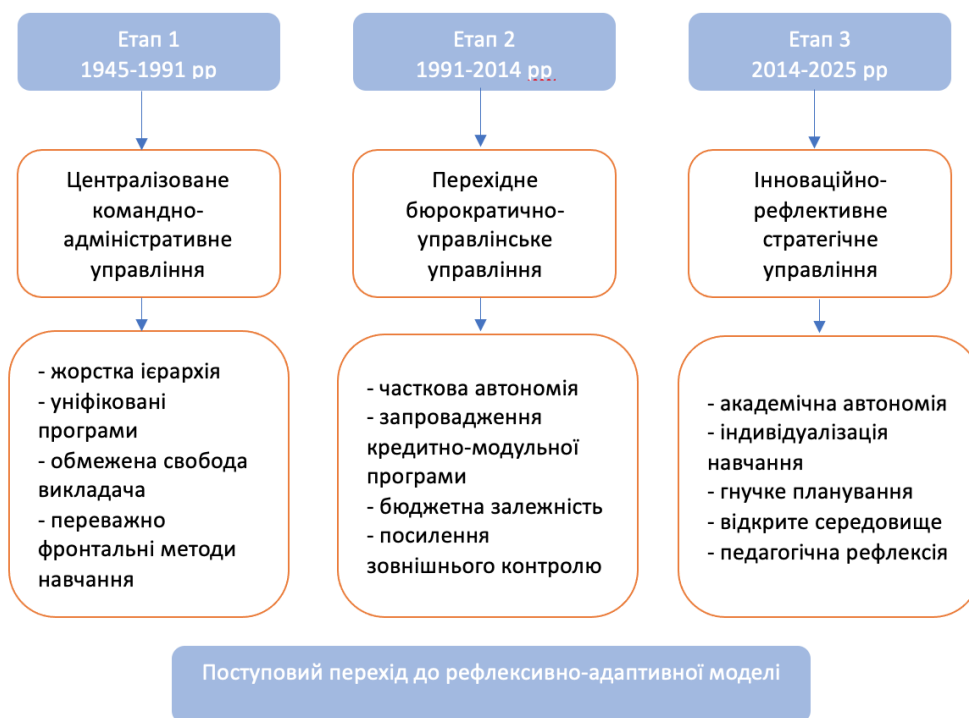 Етап 1
1945-1991 рр
Етап 2
1991-2014 рр
Етап 3
2014-2025 рр
Централізоване
командно-
адміністративне
управління
Перехідне
бюрократично-
управлінське
управління
Інноваційно-
рефлективне
стратегічне
управління
- жорстка ієрархія
- уніфіковані
програми
- обмежена свобода
викладача
- переважно
фронтальні методи
навчання
- часткова автономія
- запровадження
кредитно-модульної
програми
- бюджетна залежність
- посилення
зовнішнього контролю
- академічна автономія
- індивідуалізація
навчання
- гнучке планування
- відкрите середовище
- педагогічна рефлексія
Поступовий перехід до рефлексивно-адаптивної моделі